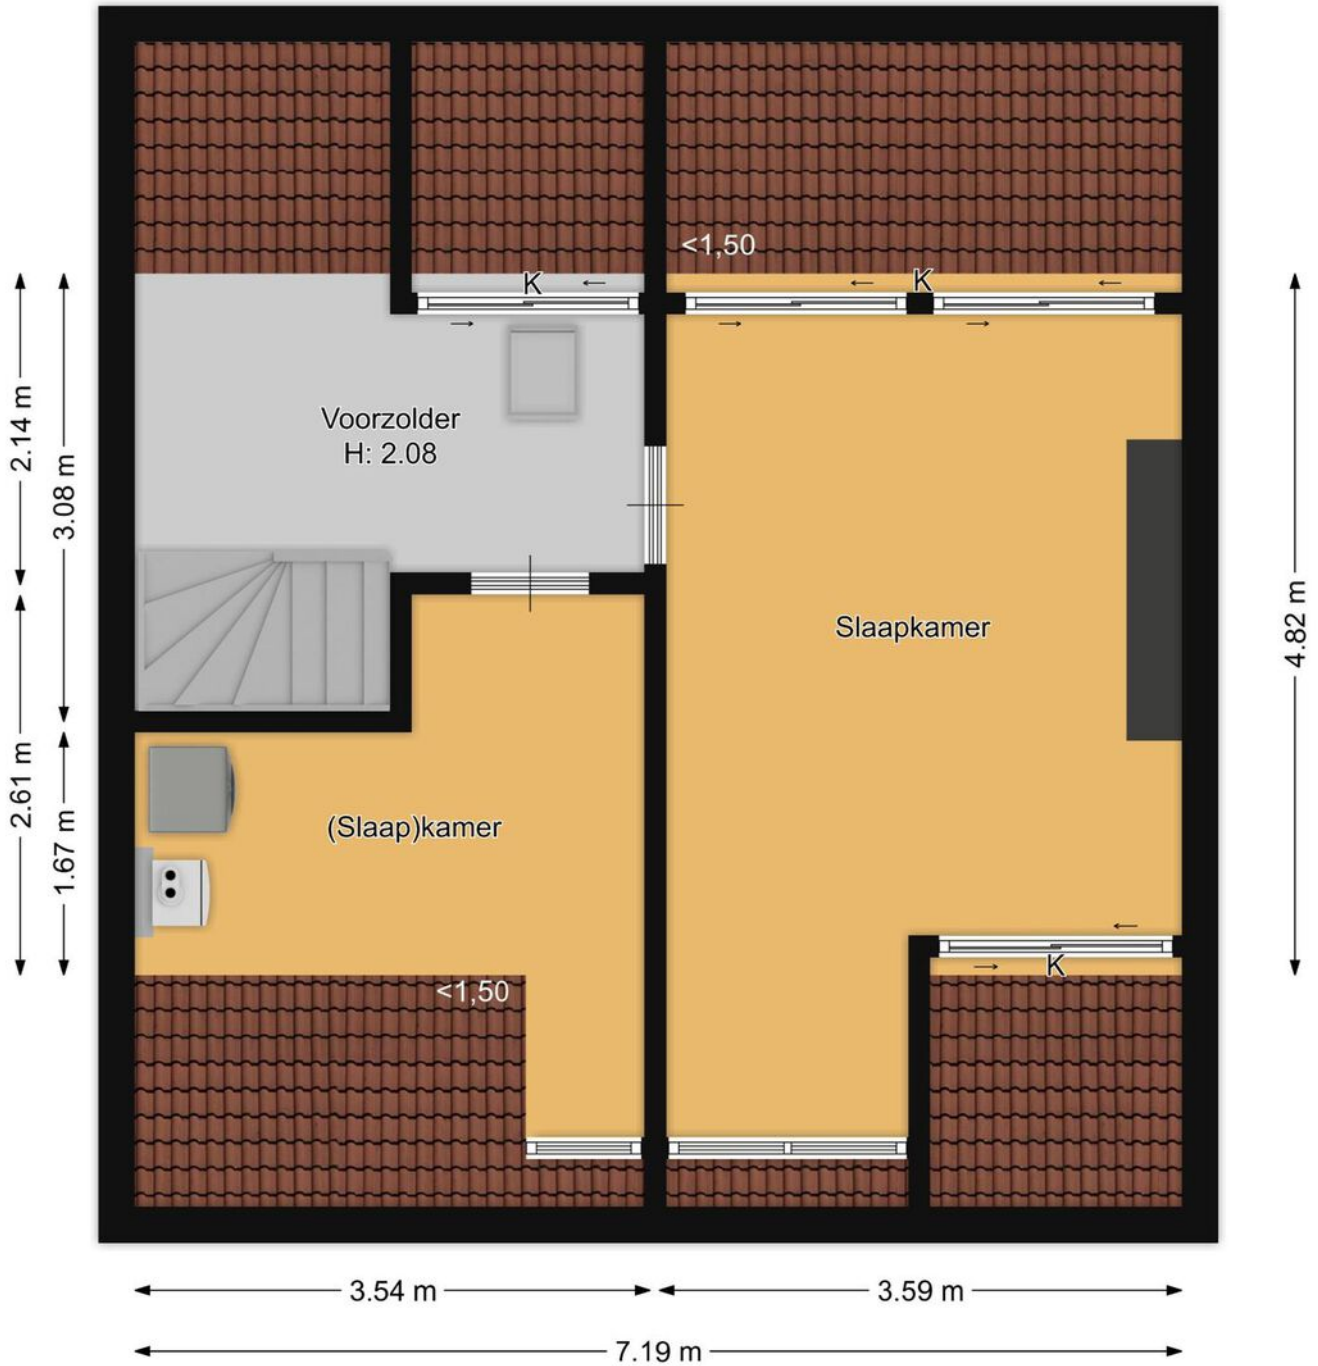 <1,50
K
K
Voorzolder
H: 2.08
2.14 m
3.08 m
Slaapkamer
4.82 m
2.61 m
1.67 m
(Slaap)kamer
<1,50
K
3.54 m
3.59 m
7.19 m